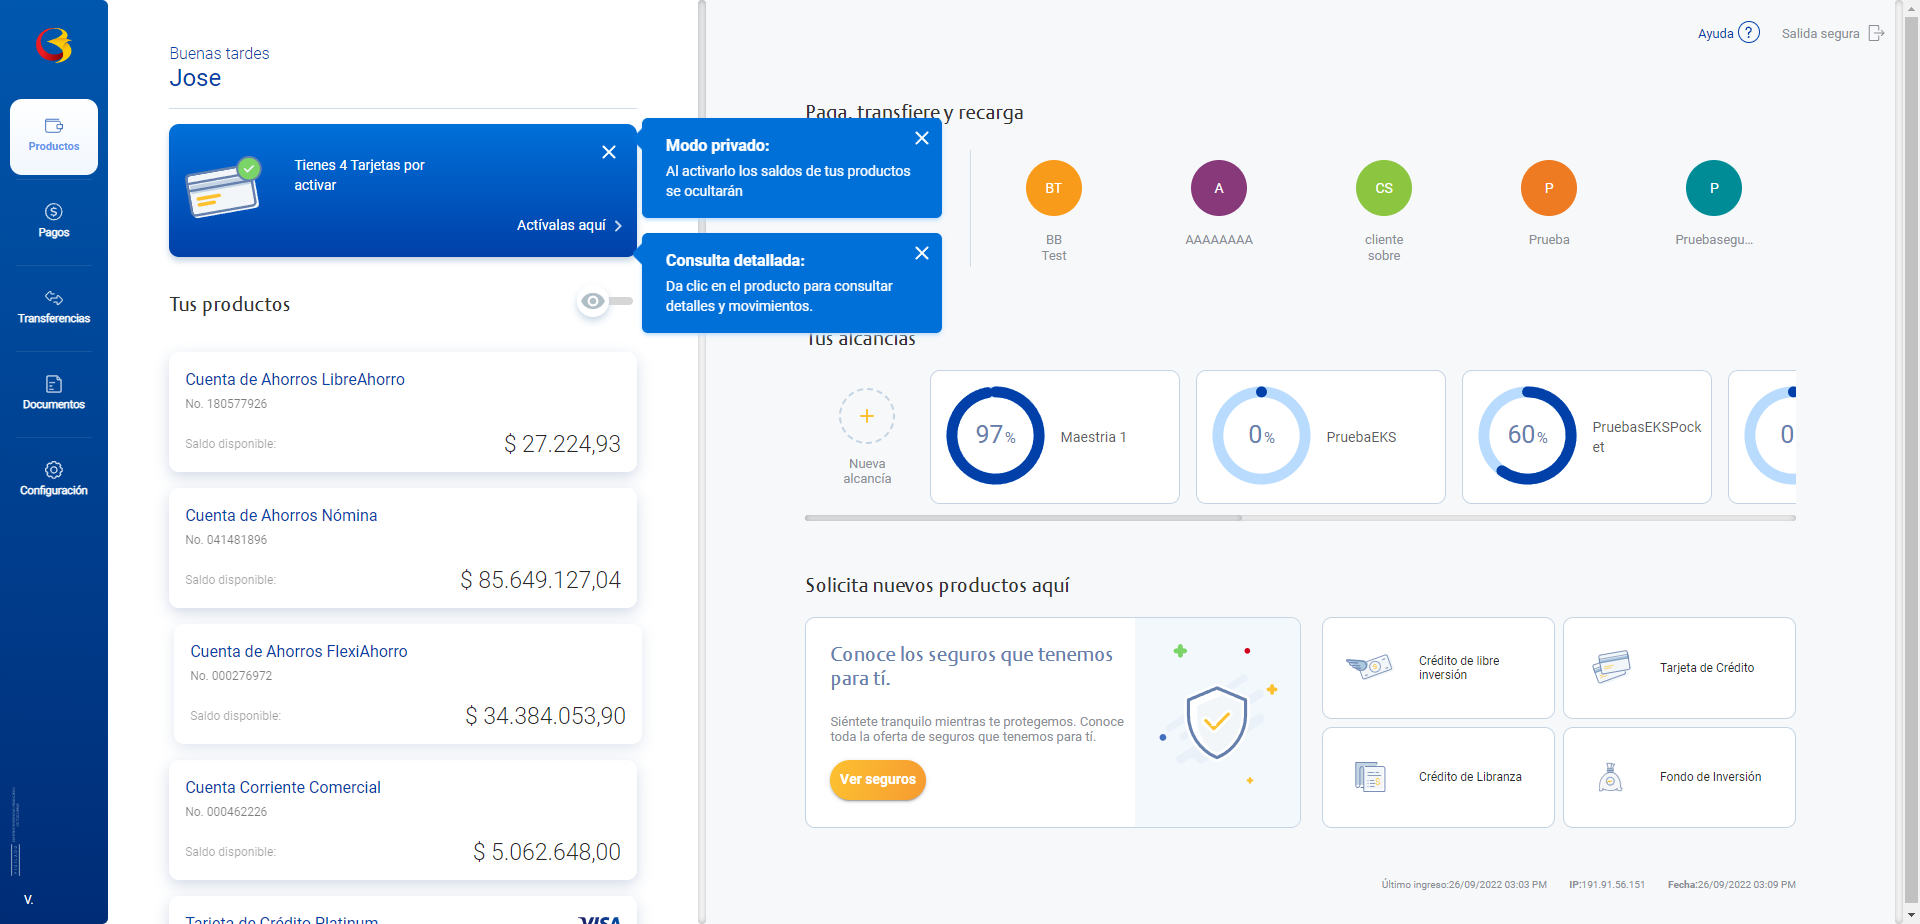 Productos
Pagos
Transferencias
Documentos
Configuración
V.
Buenas tardes
Jose
Tienes 4 Tarjetas por
activar
Actívalas aquí
Tus productos
Cuenta de Ahorros LibreAhorro
No. 180577926
Saldo disponible:
$ 27.224,93
Cuenta de Ahorros Nómina
No. 041481896
Saldo disponible:
$ 85.649.127,04
Cuenta de Ahorros FlexiAhorro
No. 000276972
Saldo disponible:
$ 34.384.053,90
Cuenta Corriente Comercial
No. 000462226
Saldo disponible:
$ 5.062.648,00
Tarjeta de Crédito Platinum
VISA
Modo privado:
Al activarlo los saldos de tus productos
se ocultarán
Consulta detallada:
Da clic en el producto para consultar
detalles y movimientos.
Ayuda ?
Salida segura
Paga, transfiere y recarga
BT
BB
Test
A
AAAAAAAA
CS
cliente
sobre
P
Prueba
P
Pruebasegu...
Tus alcancías
Nueva
alcancía
97%
Maestria 1
0%
PruebaEKS
60%
PruebasEKSPock
et
0
Solicita nuevos productos aquí
Conoce los seguros que tenemos
para tí.
Siéntete tranquilo mientras te protegemos. Conoce
toda la oferta de seguros que tenemos para tí.
Ver seguros
Crédito de libre
inversión
Tarjeta de Crédito
Crédito de Libranza
Fondo de Inversión
Último ingreso:26/09/2022 03:03 PM
IP:191.91.56.151
Fecha:26/09/2022 03:09 PM